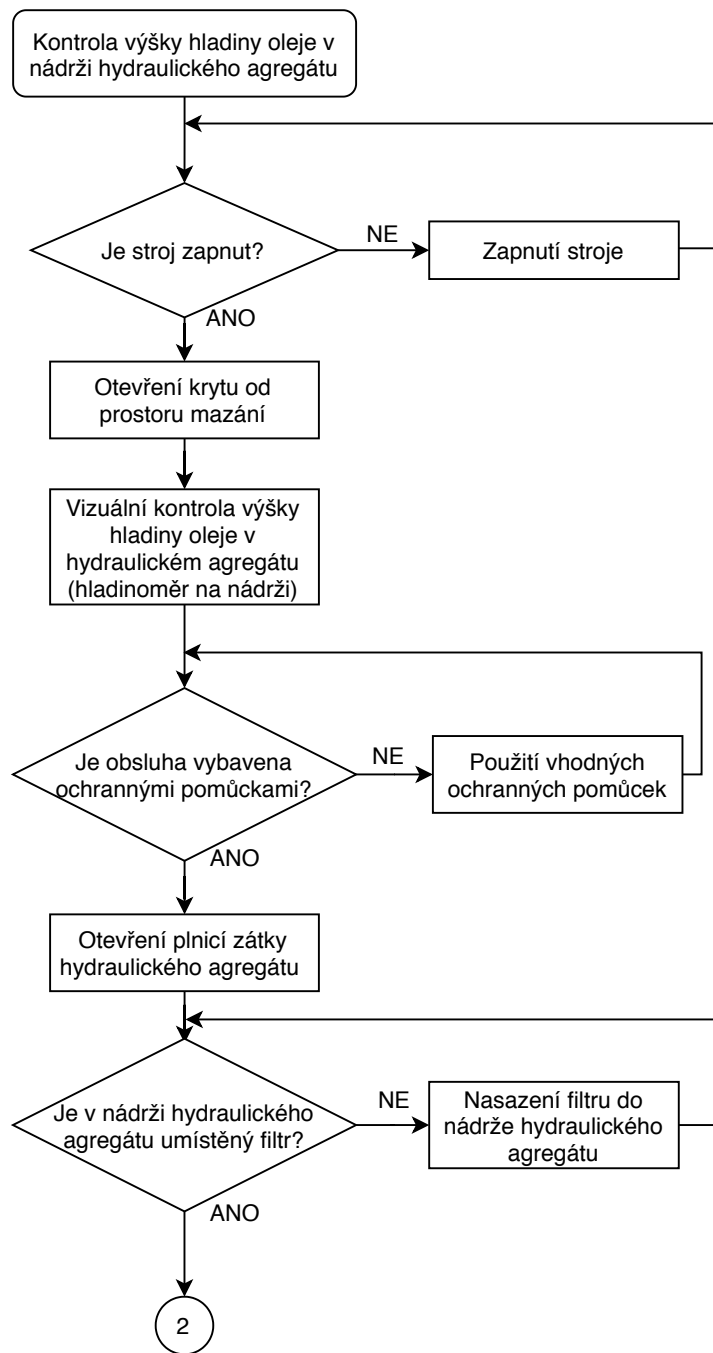 Kontrola výšky hladiny oleje v
nádrži hydraulického agregátu
Je stroj zapnut?
NE
Zapnutí stroje
ANO
Otevření krytu od
prostoru mazání
Vizuální kontrola výšky
hladiny oleje v
hydraulickém agregátu
(hladinoměr na nádrži)
Je obsluha vybavena
ochrannými pomůckami?
NE
Použití vhodných
ochranných pomůcek
ANO
Otevření plnicí zátky
hydraulického agregátu
Je v nádrži hydraulického
agregátu umístěný filtr?
NE
Nasazení filtru do
nádrže hydraulického
agregátu
ANO
2